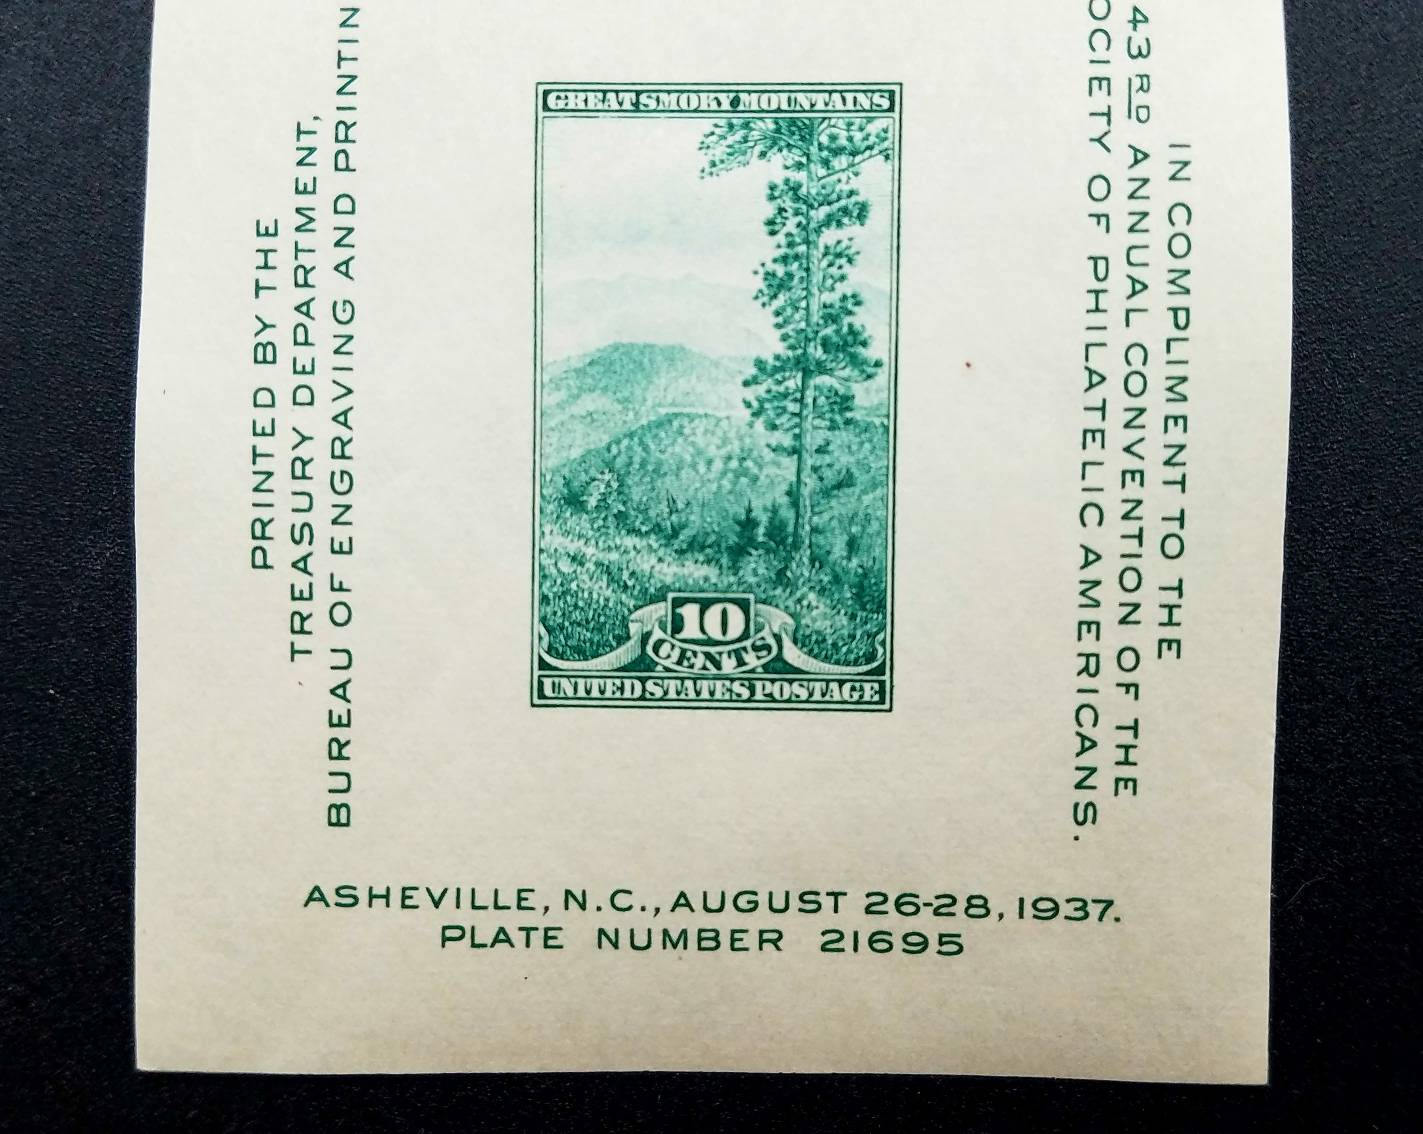 PRINTED BY THE
TREASURY DEPARTMENT,
BUREAU OF ENGRAVING AND PRINTIN
GREAT SMOKY MOUNTAINS
10
CENTS
UNITED STATES POSTAGE
IN COMPLIMENT TO THE
43RD ANNUAL CONVENTION OF THE
OCIETY OF PHILATELIC AMERICANS.
ASHEVILLE, N.C., AUGUST 26-28, 1937.
PLATE NUMBER 21695